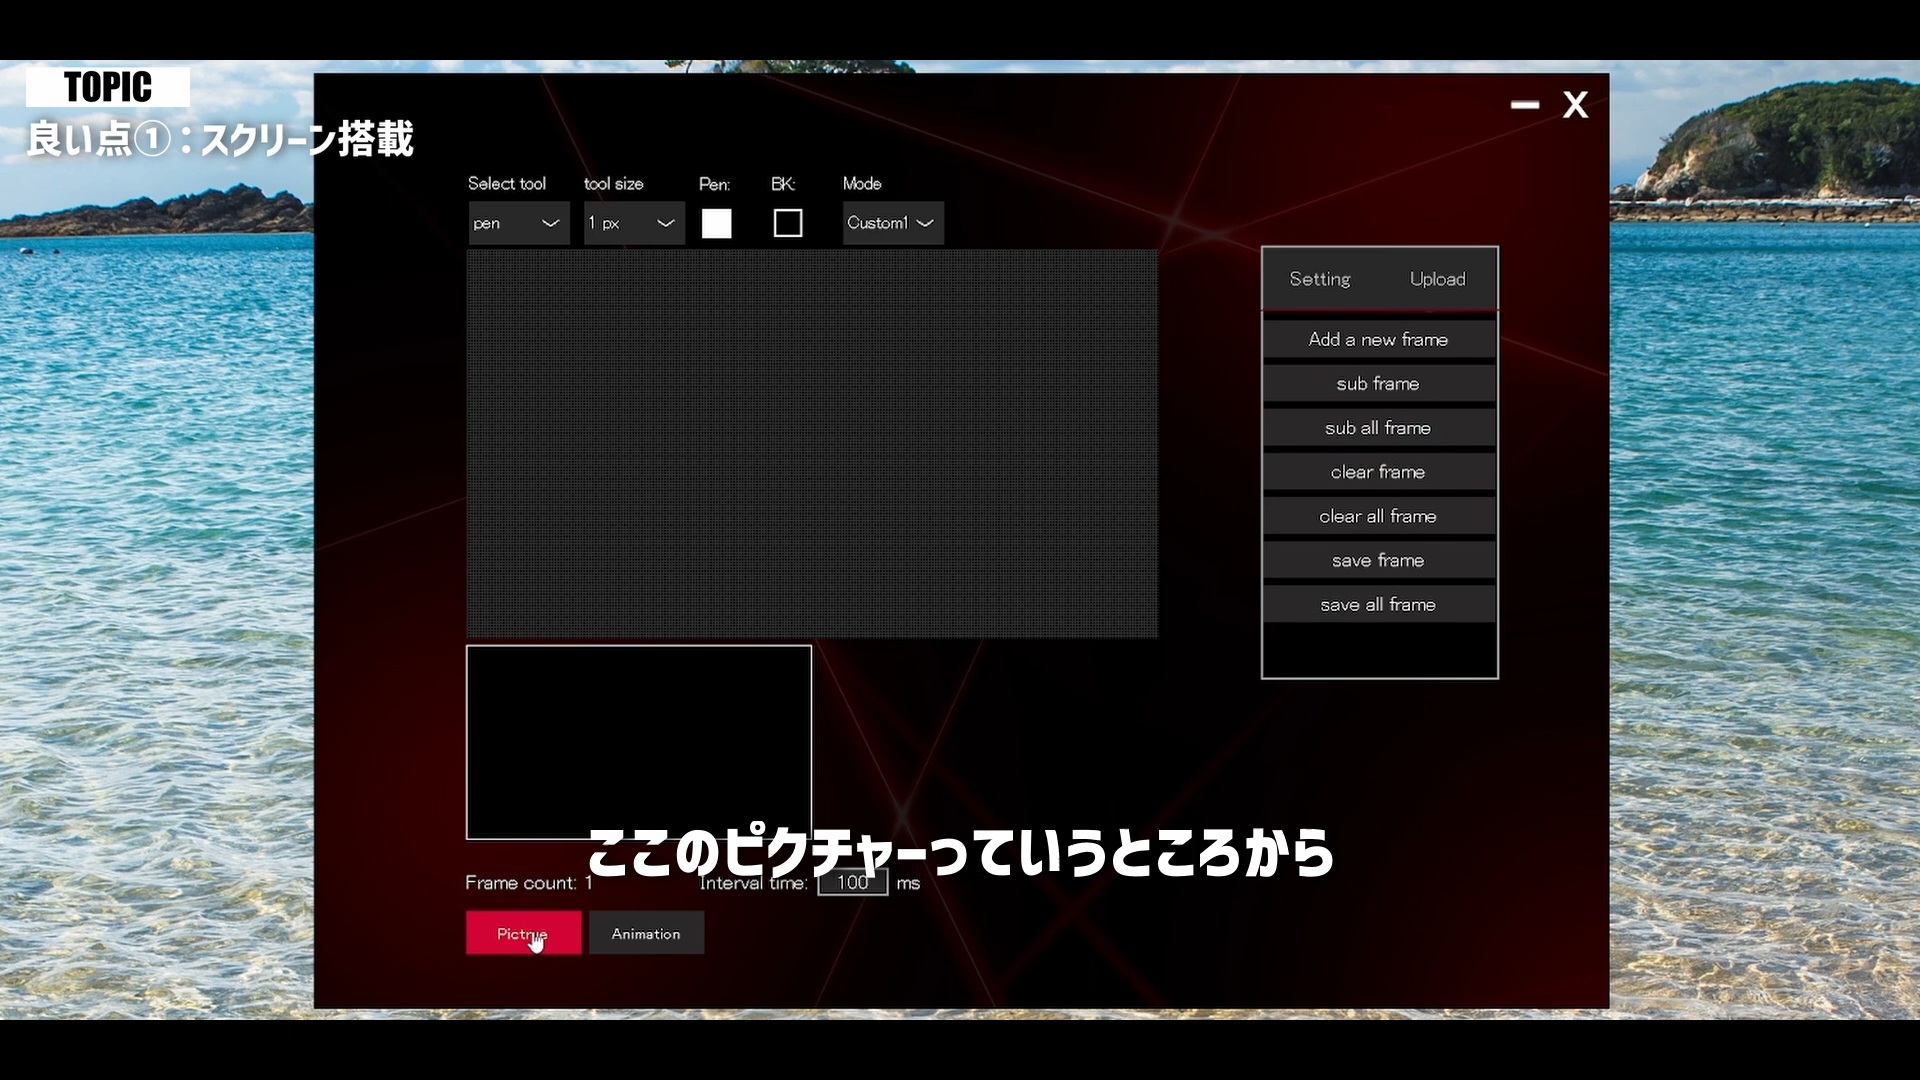 TOPIC
良い点①：スクリーン搭載
X
Select tool
tool size
Pen:
BK:
Mode
pen
1 px
Custom1
Setting
Upload
Add a new frame
sub frame
sub all frame
clear frame
clear all frame
save frame
save all frame
ここのピクチャーっていうところから
Frame count: 1
Interval time: 100 ms
Pictrue
Animation